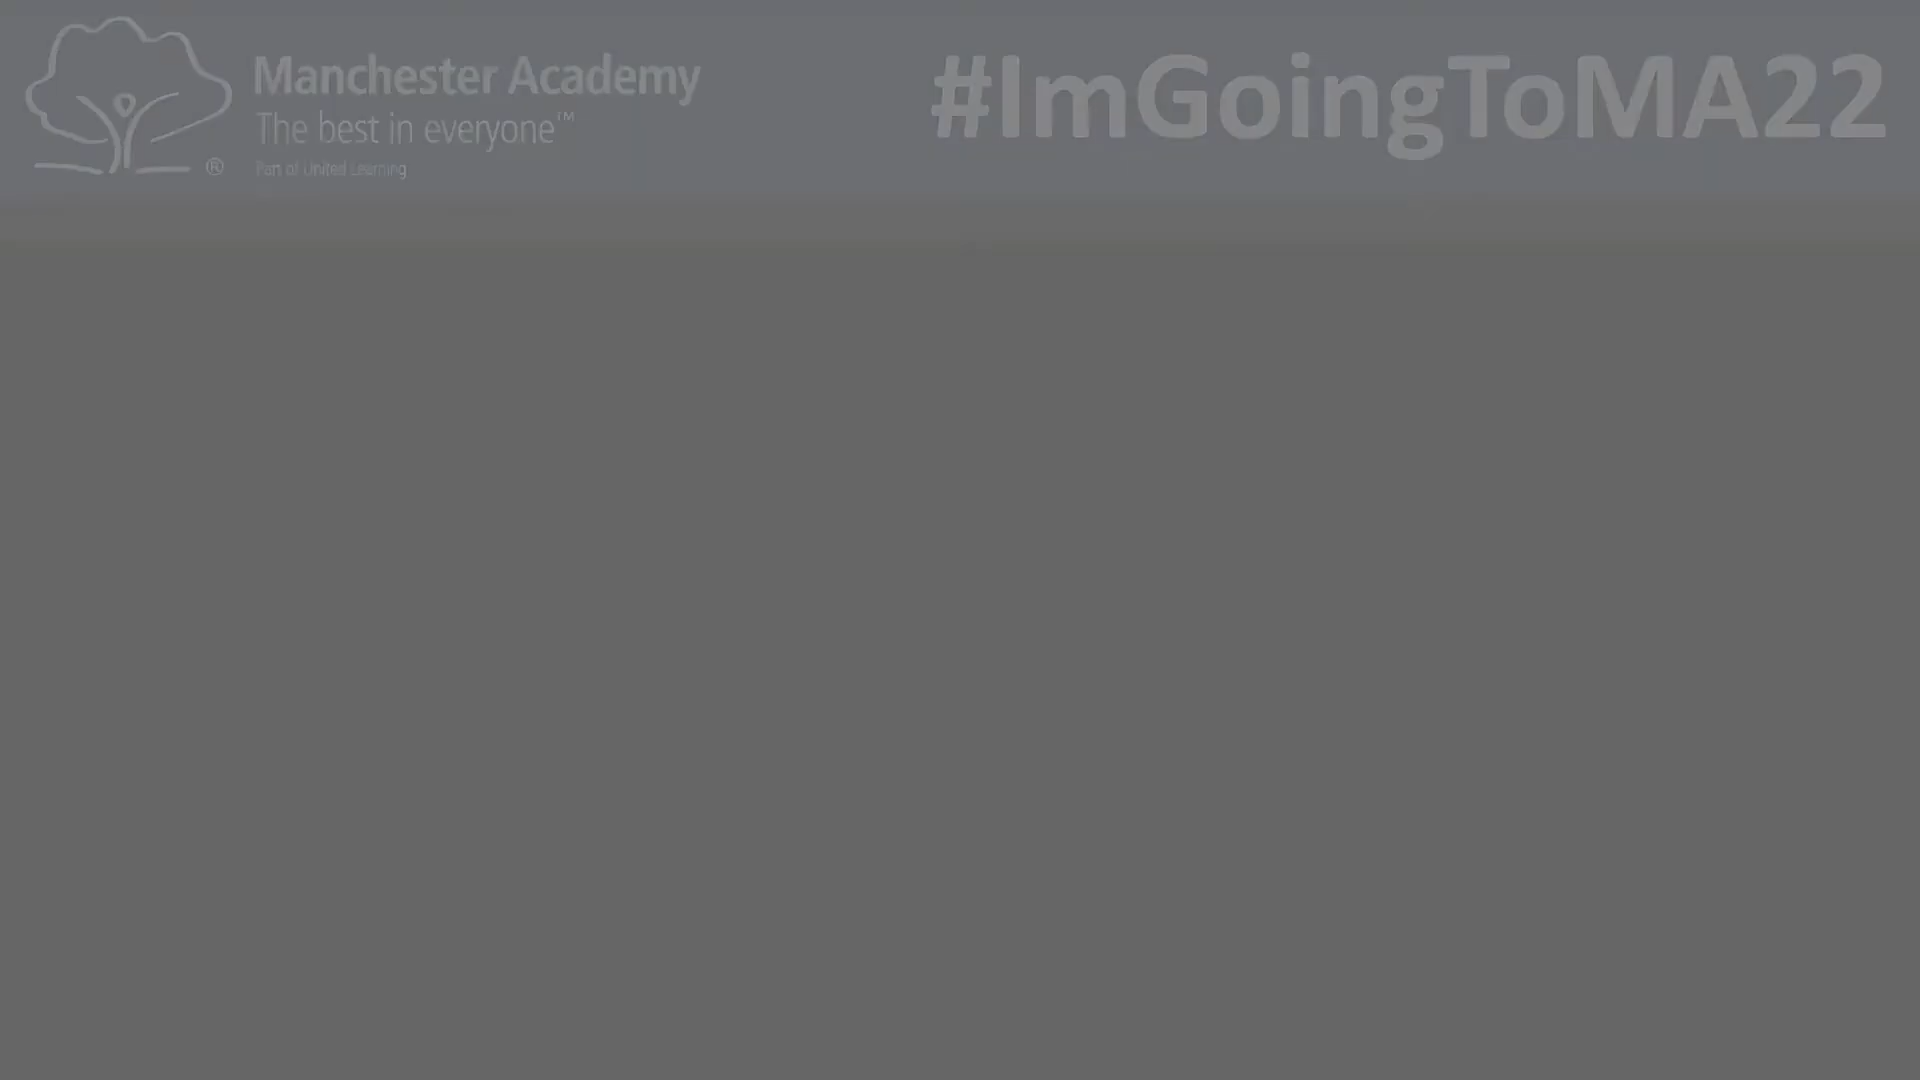 Manchester Academy
The best in everyone™
Part of United Learning
®
#ImGoingToMA22